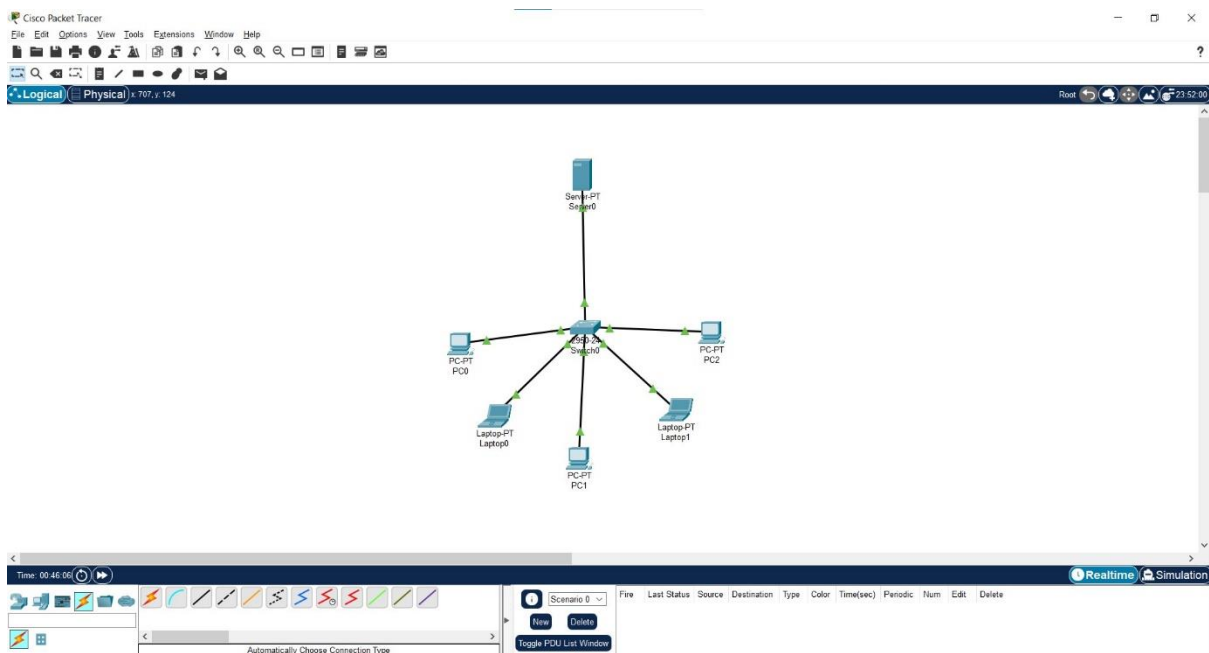 Cisco Packet Tracer
File Edit Options View Tools Extensions Window Help
?
Logical Physical x: 707, y: 124 Root 23:52:00
Server-PT
Server0
2950-24
Switch0
PC-PT
PC0
PC-PT
PC2
Laptop-PT
Laptop0
Laptop-PT
Laptop1
PC-PT
PC1
Time: 00:46:06 Realtime Simulation
Scenario 0 Fire Last Status Source Destination Type Color Time(sec) Periodic Num Edit Delete
New Delete
Toggle PDU List Window
Automatically Choose Connection Type